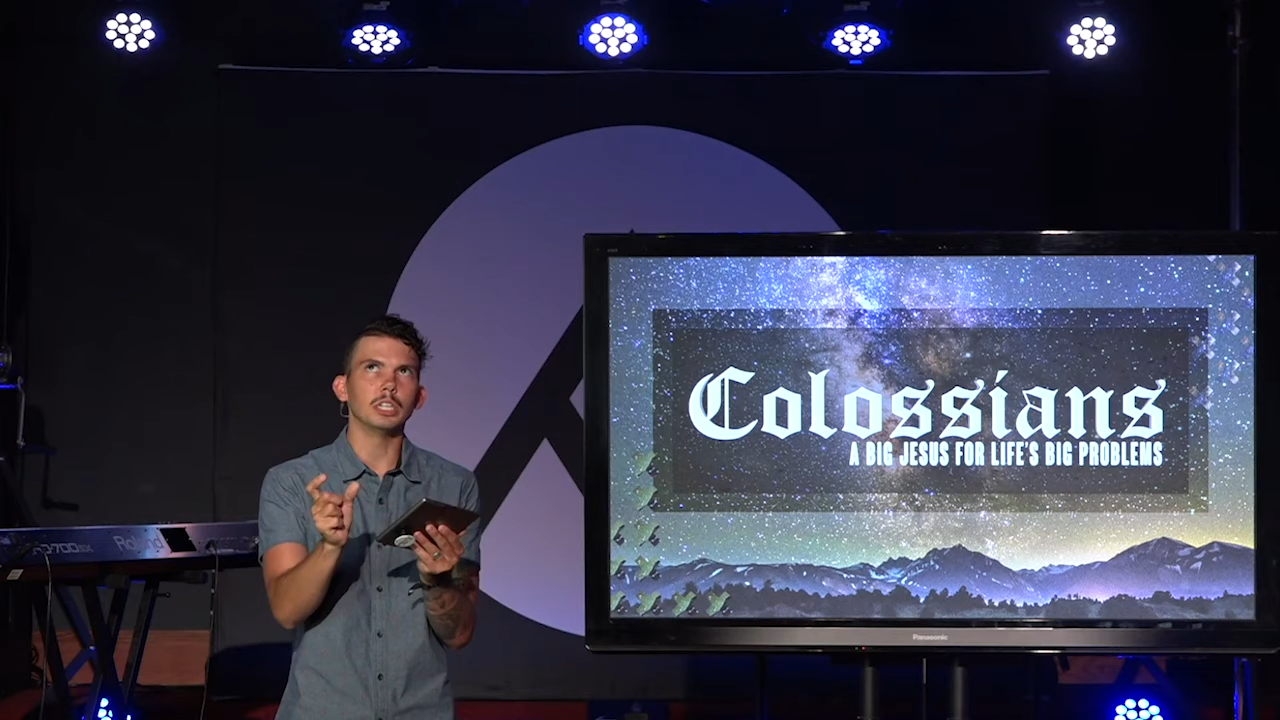 Colossians
A BIG JESUS FOR LIFE'S BIG PROBLEMS
Panasonic
Roland